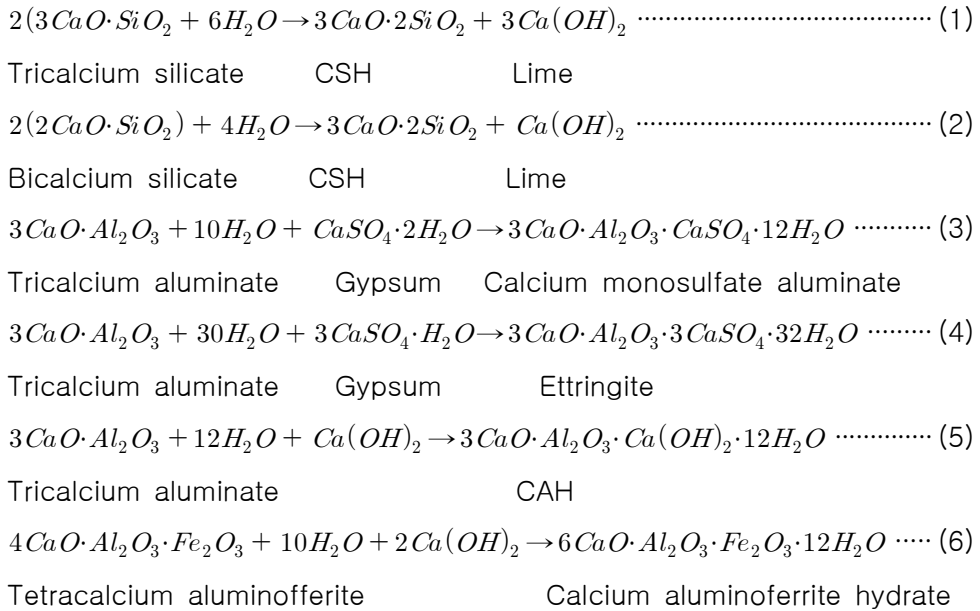 2(3CaO·SiO₂ + 6H₂O→3CaO·2SiO₂ + 3Ca(OH)₂ ······································ (1)
Tricalcium silicate CSH Lime
2(2CaO·SiO₂) + 4H₂O→3CaO·2SiO₂ + Ca(OH)₂ ····································· (2)
Bicalcium silicate CSH Lime
3CaO·Al₂O₃ + 10H₂O + CaSO₄·2H₂O→3CaO·Al₂O₃·CaSO₄·12H₂O ··········· (3)
Tricalcium aluminate Gypsum Calcium monosulfate aluminate
3CaO·Al₂O₃ + 30H₂O + 3CaSO₄·H₂O→3CaO·Al₂O₃·3CaSO₄·32H₂O ········· (4)
Tricalcium aluminate Gypsum Ettringite
3CaO·Al₂O₃ + 12H₂O + Ca(OH)₂→3CaO·Al₂O₃·Ca(OH)₂·12H₂O ·············· (5)
Tricalcium aluminate CAH
4CaO·Al₂O₃·Fe₂O₃ + 10H₂O + 2Ca(OH)₂→6CaO·Al₂O₃·Fe₂O₃·12H₂O ····· (6)
Tetracalcium aluminofferite Calcium aluminoferrite hydrate